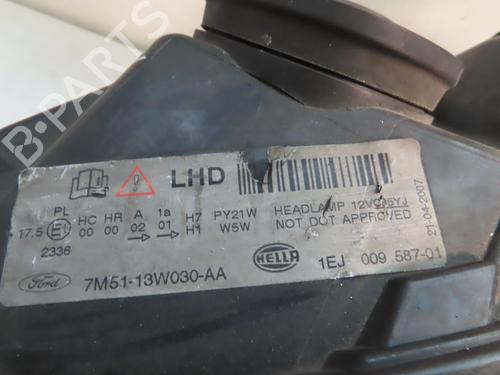 B-PARTS
LHD
HEADLAMP 12V
NOT DOT APPROVED
21-04-2007
PL HC HR A 1a H7 PY21W
17,5 E1 00 00 02 01 H1 W5W
2336
Ford
7M51-13W030-AA
HELLA
1EJ 009 587-01